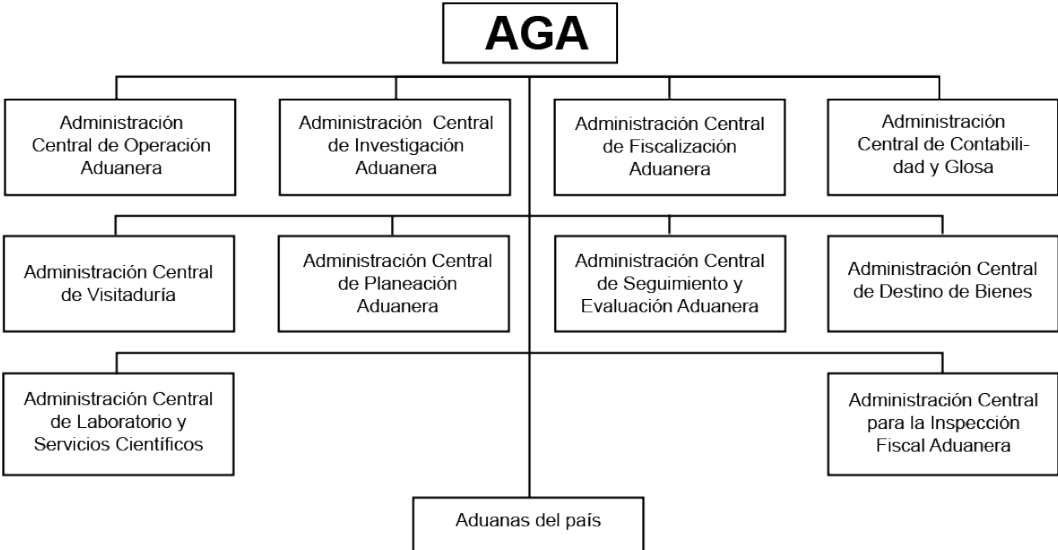 AGA
Administración
Central de Operación
Aduanera
Administración Central
de Investigación
Aduanera
Administración Central
de Fiscalización
Aduanera
Administración
Central de Contabili-
dad y Glosa
Administración Central
de Visitaduría
Administración Central
de Planeación
Aduanera
Administración Central
de Seguimiento y
Evaluación Aduanera
Administración Central
de Destino de Bienes
Administración Central
de Laboratorio y
Servicios Científicos
Administración Central
para la Inspección
Fiscal Aduanera
Aduanas del país